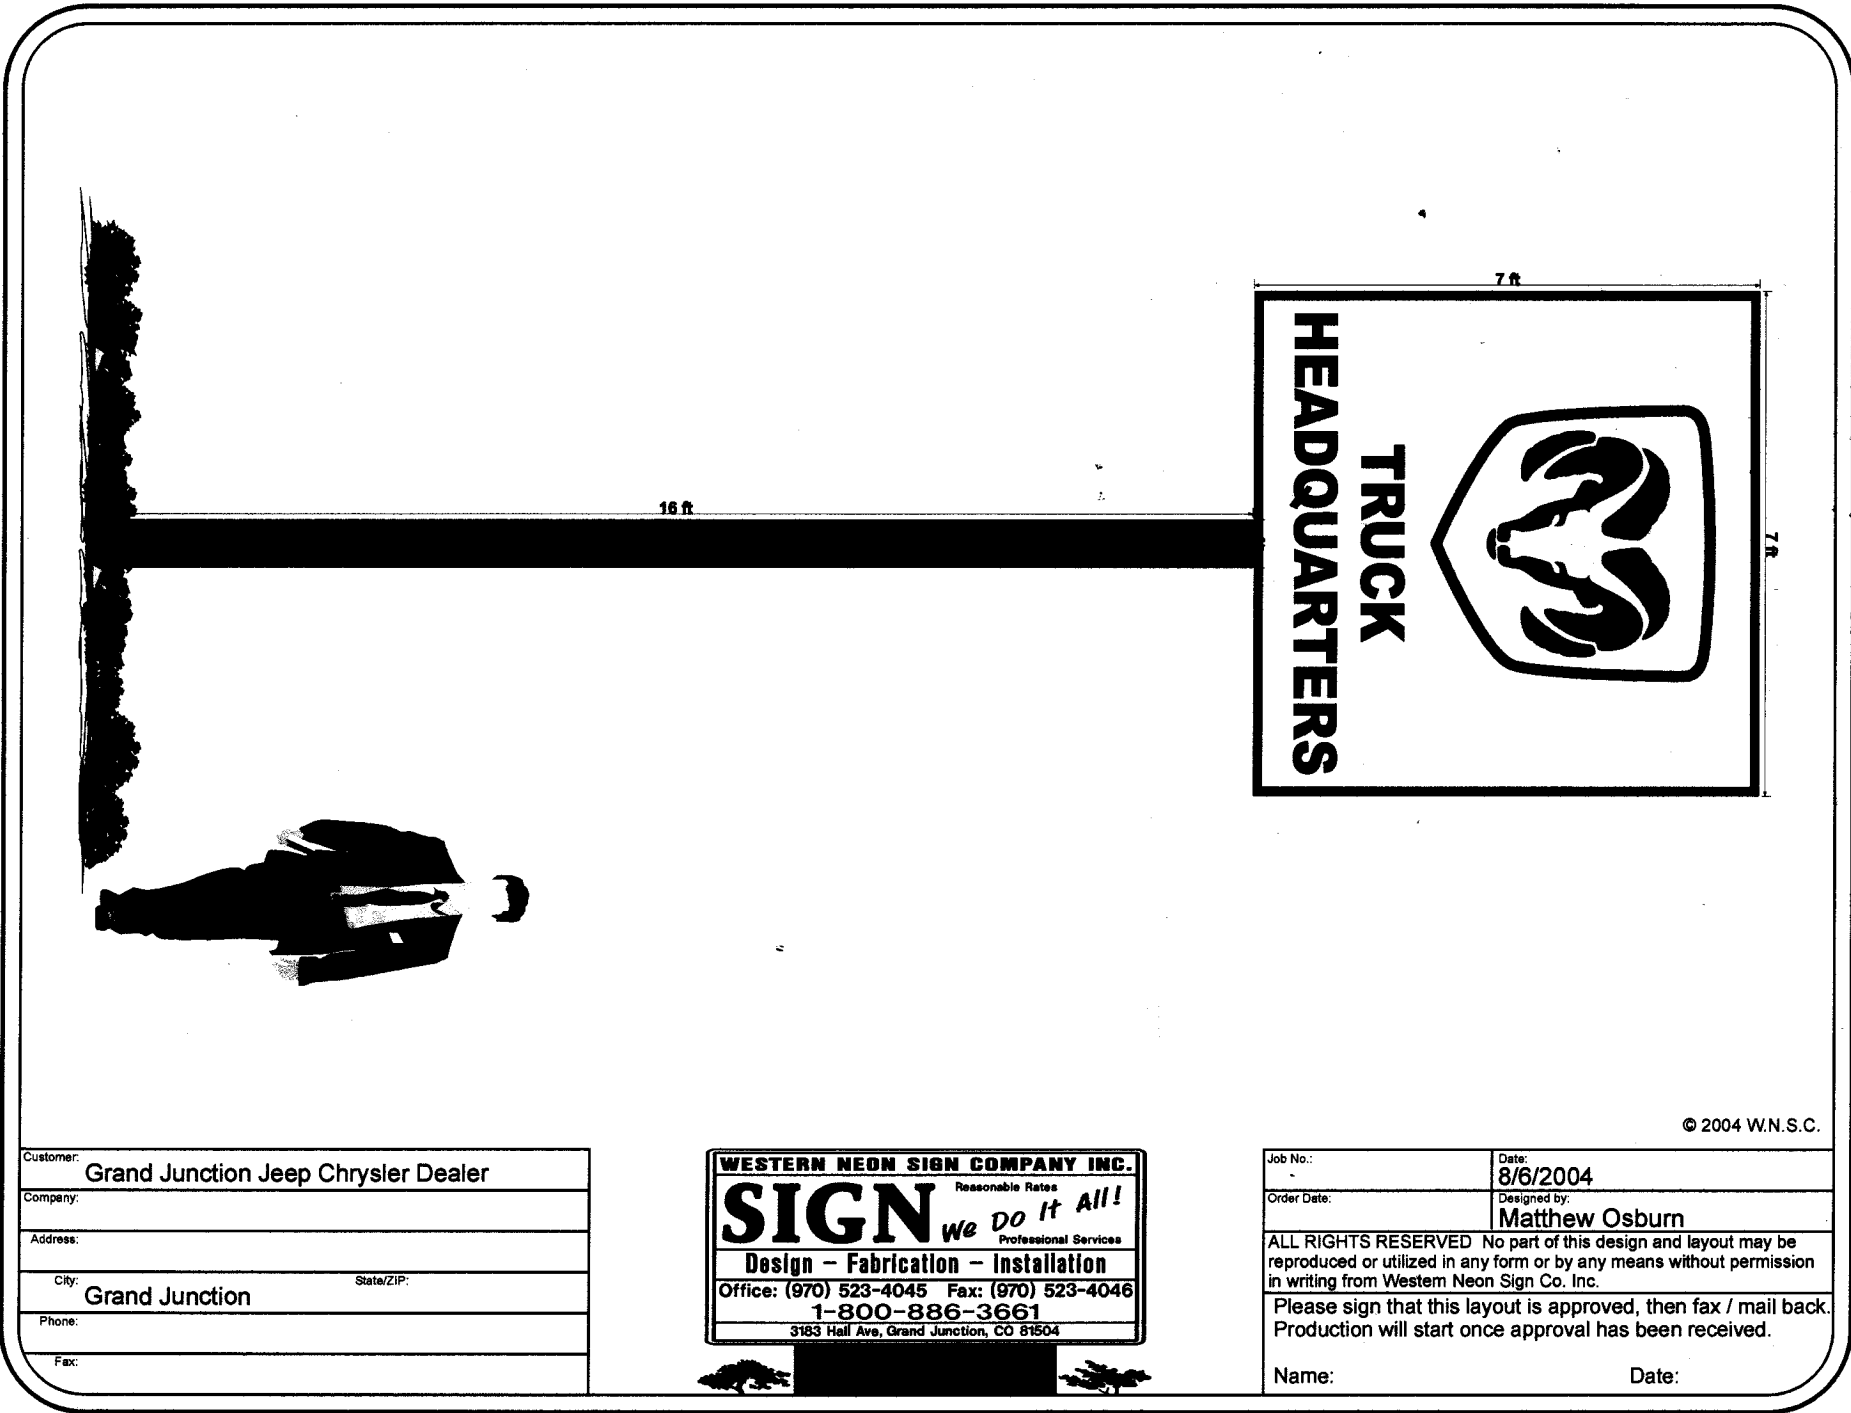 7 ft
7 ft
TRUCK
HEADQUARTERS
16 ft
© 2004 W.N.S.C.
Customer: Grand Junction Jeep Chrysler Dealer
Company:
Address:
City: Grand Junction State/ZIP:
Phone:
Fax:
WESTERN NEON SIGN COMPANY INC.
SIGN
Reasonable Rates
We Do It All!
Professional Services
Design – Fabrication – Installation
Office: (970) 523-4045 Fax: (970) 523-4046
1-800-886-3661
3183 Hall Ave, Grand Junction, CO 81504
Job No.: -
Date: 8/6/2004
Order Date:
Designed by: Matthew Osburn
ALL RIGHTS RESERVED No part of this design and layout may be
reproduced or utilized in any form or by any means without permission
in writing from Western Neon Sign Co. Inc.
Please sign that this layout is approved, then fax / mail back.
Production will start once approval has been received.
Name: Date: